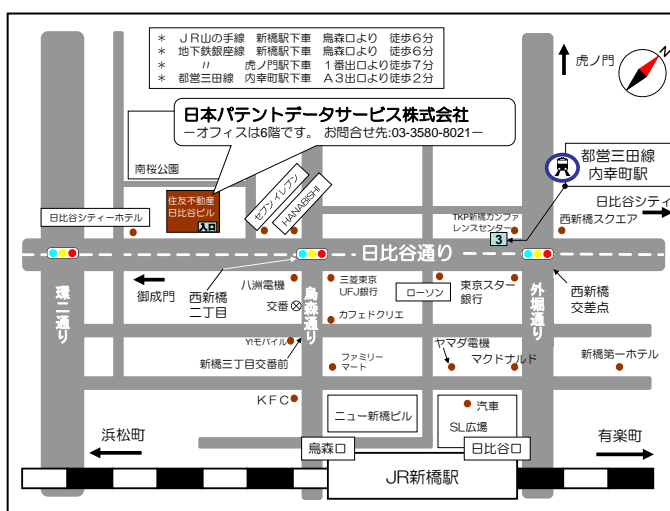 ＊　ＪＲ山の手線　新橋駅下車　烏森口より　徒歩６分
＊　地下鉄銀座線　新橋駅下車　烏森口より　徒歩６分
＊　　　〃　　　虎ノ門駅下車　１番出口より徒歩７分
＊　都営三田線　内幸町駅下車　Ａ３出口より徒歩２分
N
虎ノ門
日本パテントデータサービス株式会社
－オフィスは6階です。 お問合せ先:03-3580-8021－
南桜公園
都営三田線
内幸町駅
日比谷シティ
住友不動産
日比谷ビル
入口
セブンイレブン
HANABISHI
日比谷シティーホテル
TKP新橋カンファ
レンスセンター
3
西新橋スクエア
日比谷通り
御成門
西新橋
二丁目
八洲電機
三菱東京
UFJ銀行
ローソン
東京スター
銀行
西新橋
交差点
環二通り
烏森通り
外堀通り
交番
カフェドクリエ
Y!モバイル
新橋三丁目交番前
ファミリー
マート
ヤマダ電機
マクドナルド
新橋第一ホテル
ＫＦＣ
ニュー新橋ビル
汽車
SL広場
浜松町
烏森口
日比谷口
有楽町
JR新橋駅